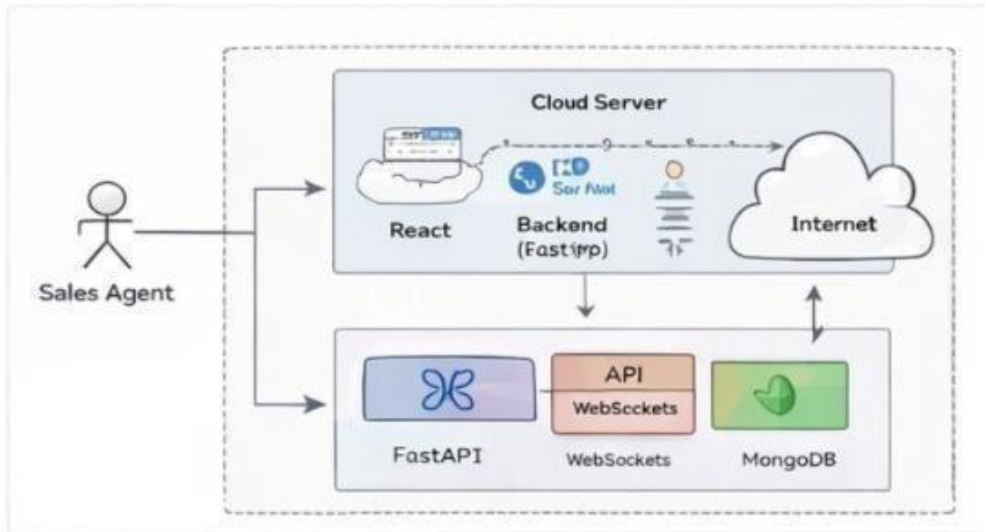 Cloud Server
React
Backend
Internet
Sales Agent
API
WebSockets
FastAPI
WebSockets
MongoDB